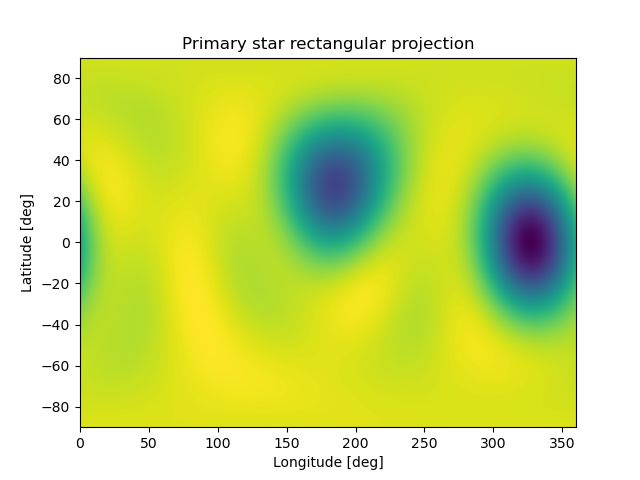 Primary star rectangular projection
80
60
40
20
0
−20
−40
−60
−80
Latitude [deg]
0 50 100 150 200 250 300 350
Longitude [deg]